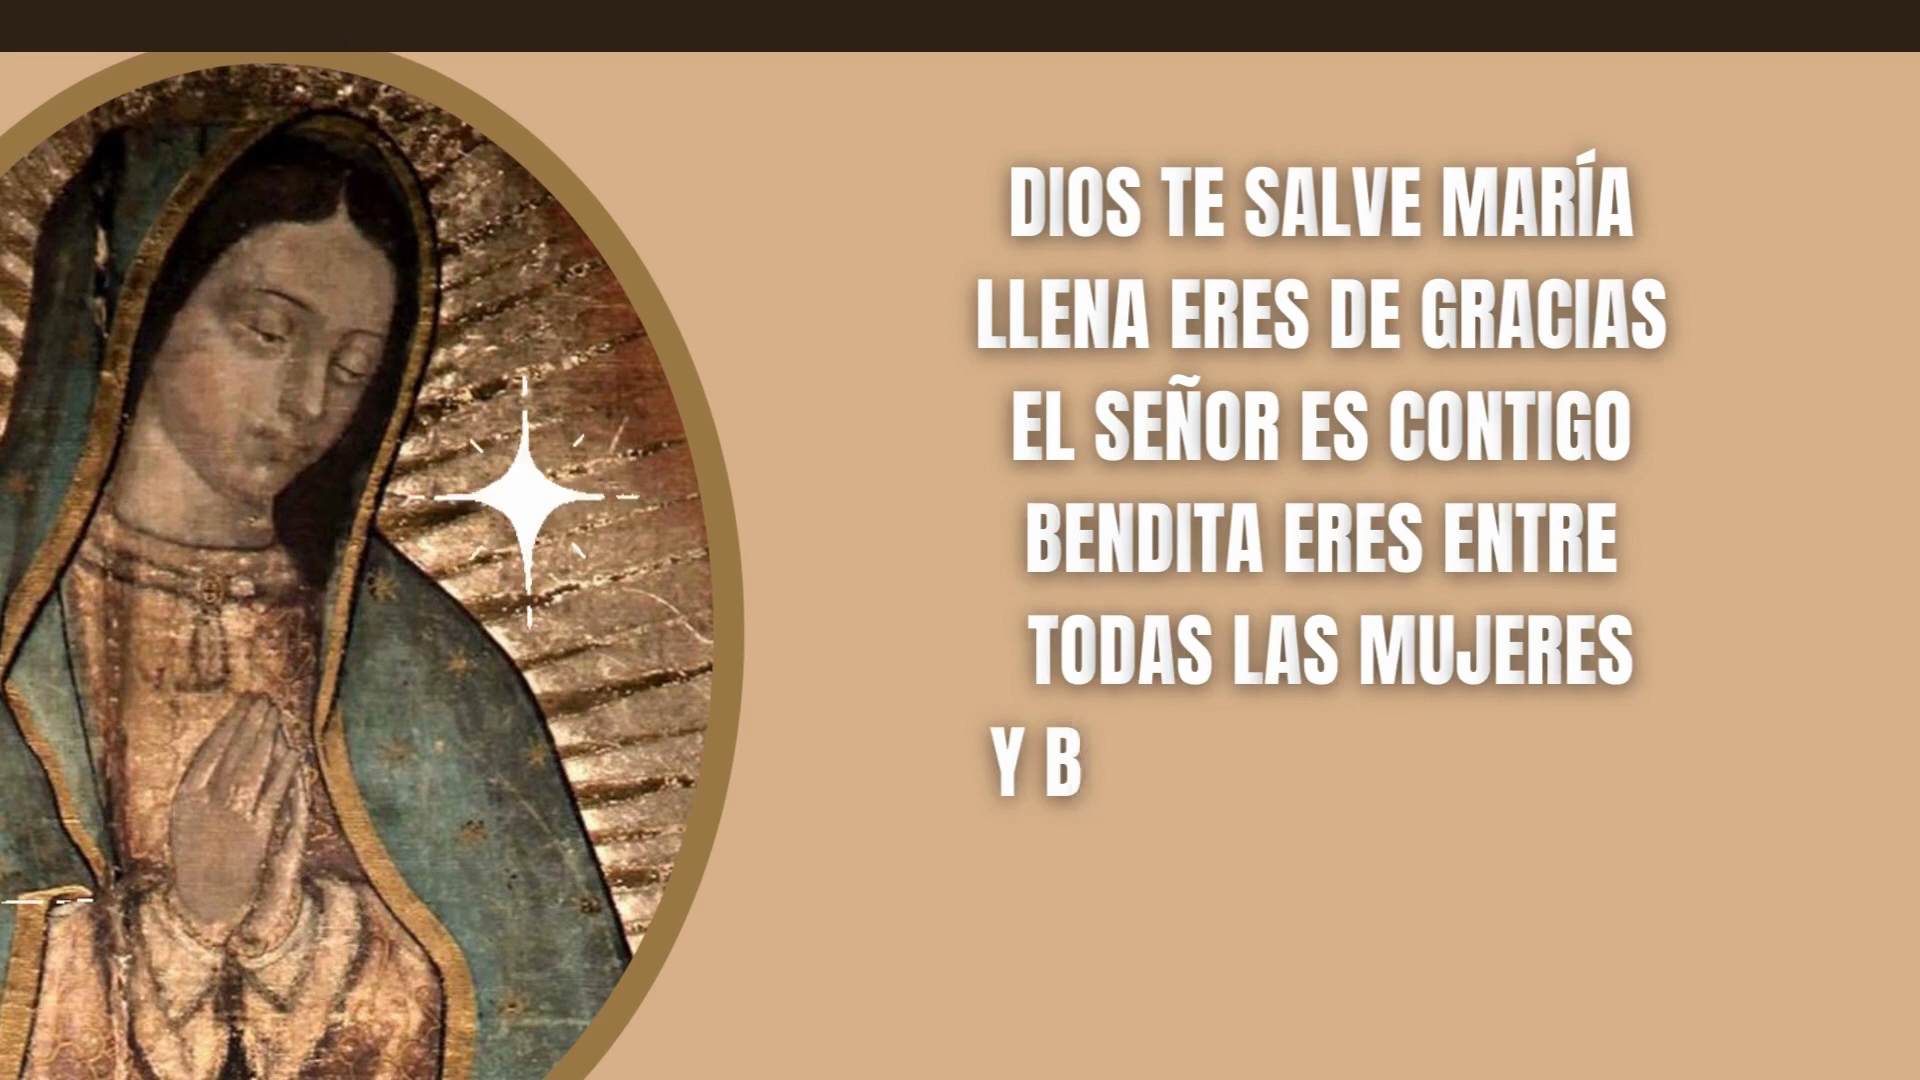 DIOS TE SALVE MARÍA
LLENA ERES DE GRACIAS
EL SEÑOR ES CONTIGO
BENDITA ERES ENTRE
TODAS LAS MUJERES
Y B